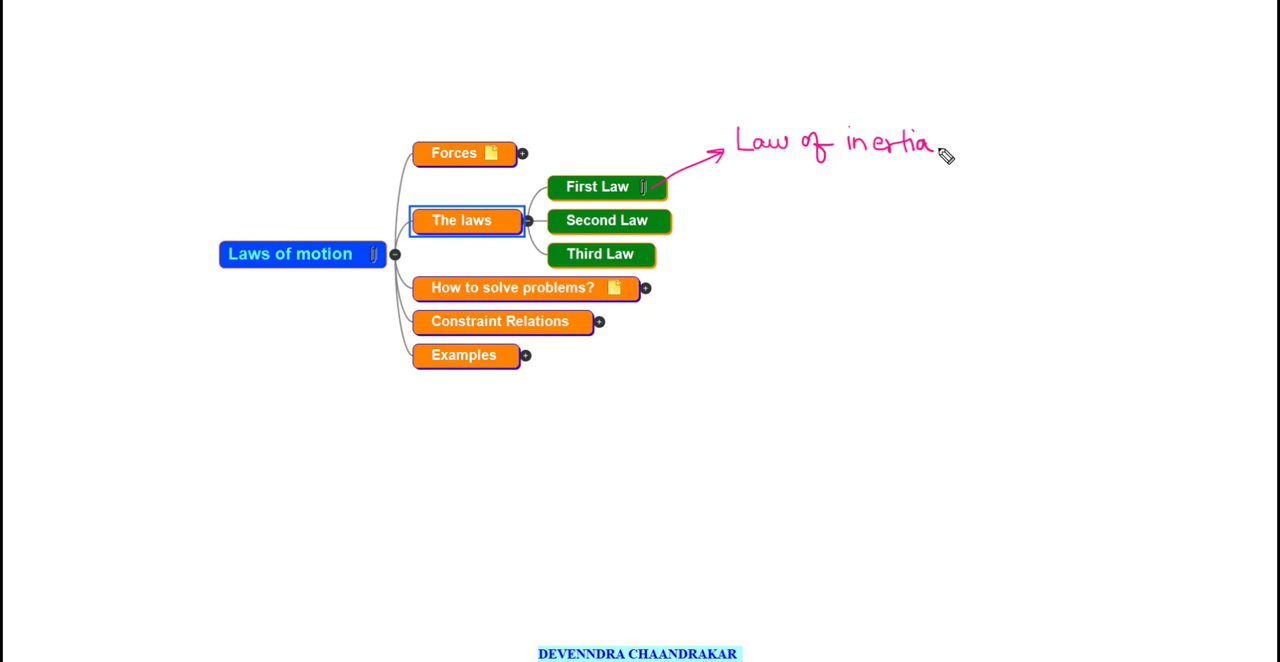 Forces
Law of inertia
First Law
The laws
Second Law
Laws of motion
Third Law
How to solve problems?
Constraint Relations
Examples
DEVENNDRA CHAANDRAKAR